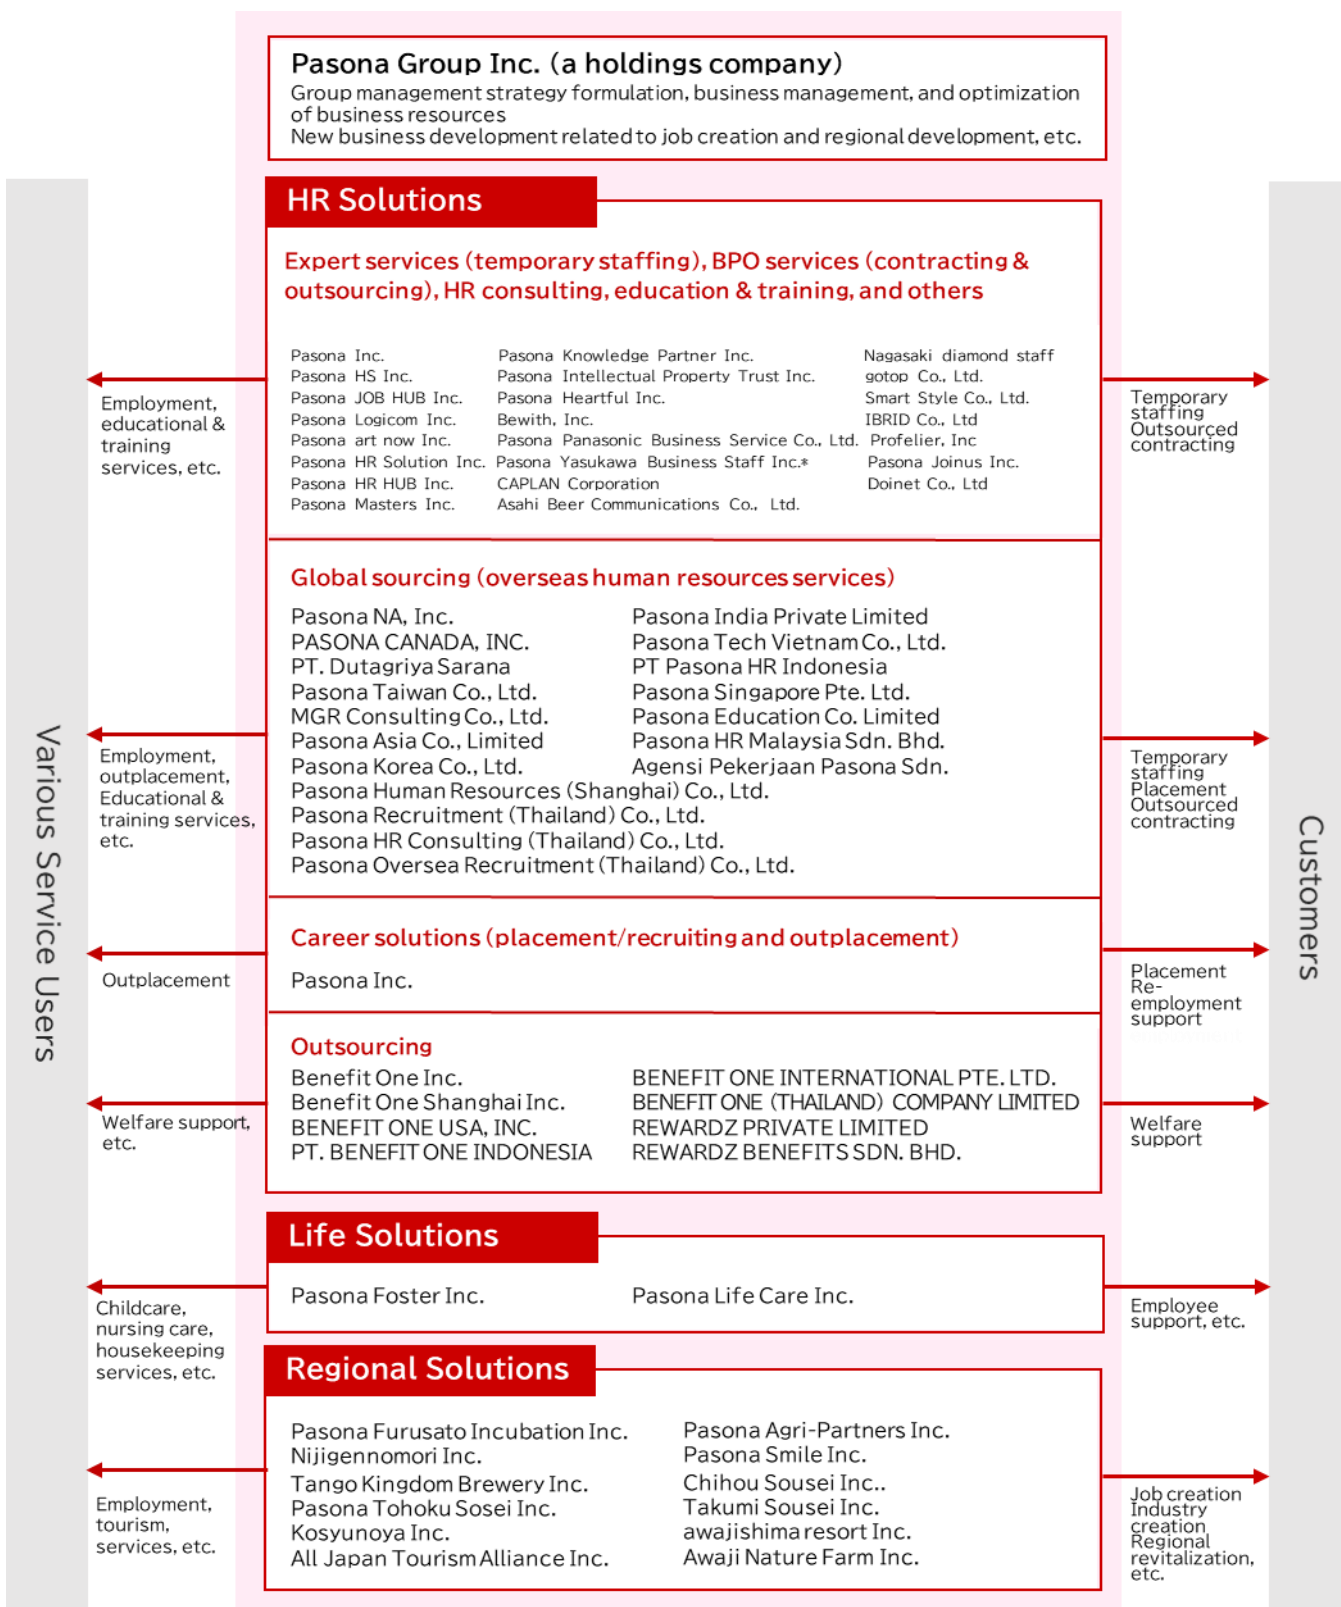 Pasona Group Inc. (a holdings company)
Group management strategy formulation, business management, and optimization
of business resources
New business development related to job creation and regional development, etc.
HR Solutions
Expert services (temporary staffing), BPO services (contracting &
outsourcing), HR consulting, education & training, and others
Pasona Inc.
Pasona HS Inc.
Pasona JOB HUB Inc.
Pasona Logicom Inc.
Pasona art now Inc.
Pasona HR Solution Inc.
Pasona HR HUB Inc.
Pasona Masters Inc.
Pasona Knowledge Partner Inc.
Pasona Intellectual Property Trust Inc.
Pasona Heartful Inc.
Bewith, Inc.
Pasona Panasonic Business Service Co., Ltd.
Pasona Yasukawa Business Staff Inc.*
CAPLAN Corporation
Asahi Beer Communications Co., Ltd.
Nagasaki diamond staff
gotop Co., Ltd.
Smart Style Co., Ltd.
IBRID Co., Ltd
Profelier, Inc
Pasona Joinus Inc.
Doinet Co., Ltd
Employment,
educational &
training
services, etc.
Temporary
staffing
Outsourced
contracting
Global sourcing (overseas human resources services)
Pasona NA, Inc.
PASONA CANADA, INC.
PT. Dutagriya Sarana
Pasona Taiwan Co., Ltd.
MGR Consulting Co., Ltd.
Pasona Asia Co., Limited
Pasona Korea Co., Ltd.
Pasona Human Resources (Shanghai) Co., Ltd.
Pasona Recruitment (Thailand) Co., Ltd.
Pasona HR Consulting (Thailand) Co., Ltd.
Pasona Oversea Recruitment (Thailand) Co., Ltd.
Pasona India Private Limited
Pasona Tech Vietnam Co., Ltd.
PT Pasona HR Indonesia
Pasona Singapore Pte. Ltd.
Pasona Education Co. Limited
Pasona HR Malaysia Sdn. Bhd.
Agensi Pekerjaan Pasona Sdn.
Employment,
outplacement,
Educational &
training services,
etc.
Temporary
staffing
Placement
Outsourced
contracting
Various Service Users
Customers
Career solutions (placement/recruiting and outplacement)
Pasona Inc.
Outplacement
Placement
Re-
employment
support
Outsourcing
Benefit One Inc.
Benefit One Shanghai Inc.
BENEFIT ONE USA, INC.
PT. BENEFIT ONE INDONESIA
BENEFIT ONE INTERNATIONAL PTE. LTD.
BENEFIT ONE (THAILAND) COMPANY LIMITED
REWARDZ PRIVATE LIMITED
REWARDZ BENEFITS SDN. BHD.
Welfare support,
etc.
Welfare
support
Life Solutions
Pasona Foster Inc.
Pasona Life Care Inc.
Childcare,
nursing care,
housekeeping
services, etc.
Employee
support, etc.
Regional Solutions
Pasona Furusato Incubation Inc.
Nijigennomori Inc.
Tango Kingdom Brewery Inc.
Pasona Tohoku Sosei Inc.
Kosyunoya Inc.
All Japan Tourism Alliance Inc.
Pasona Agri-Partners Inc.
Pasona Smile Inc.
Chihou Sousei Inc..
Takumi Sousei Inc.
awajishima resort Inc.
Awaji Nature Farm Inc.
Employment,
tourism,
services, etc.
Job creation
Industry
creation
Regional
revitalization,
etc.